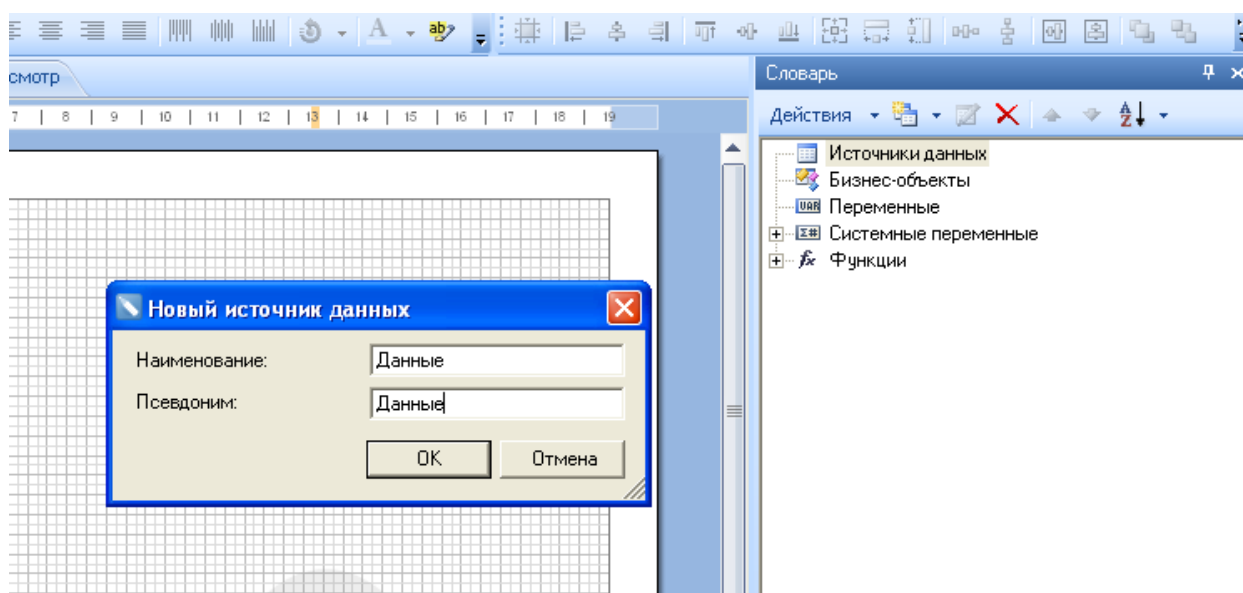 смотр
7 | 8 | 9 | 10 | 11 | 12 | 13 | 14 | 15 | 16 | 17 | 18 | 19
Словарь
Действия
Источники данных
Бизнес-объекты
Переменные
Системные переменные
Функции
Новый источник данных
Наименование: Данные
Псевдоним: Данные
OK Отмена